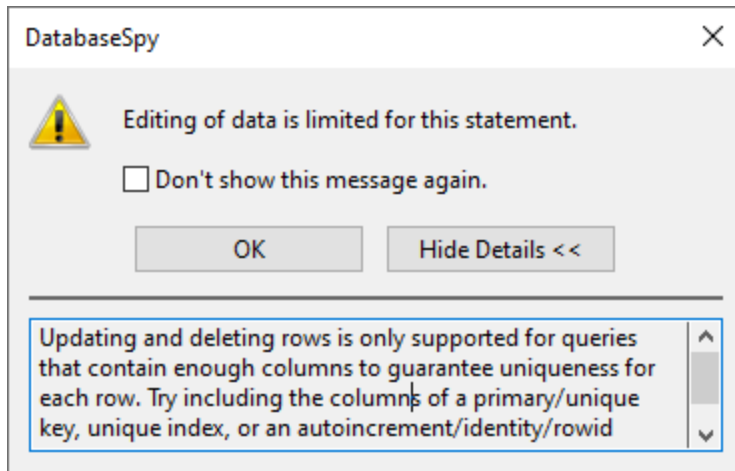 DatabaseSpy
Editing of data is limited for this statement.
Don't show this message again.
OK
Hide Details <<
Updating and deleting rows is only supported for queries
that contain enough columns to guarantee uniqueness for
each row. Try including the columns of a primary/unique
key, unique index, or an autoincrement/identity/rowid